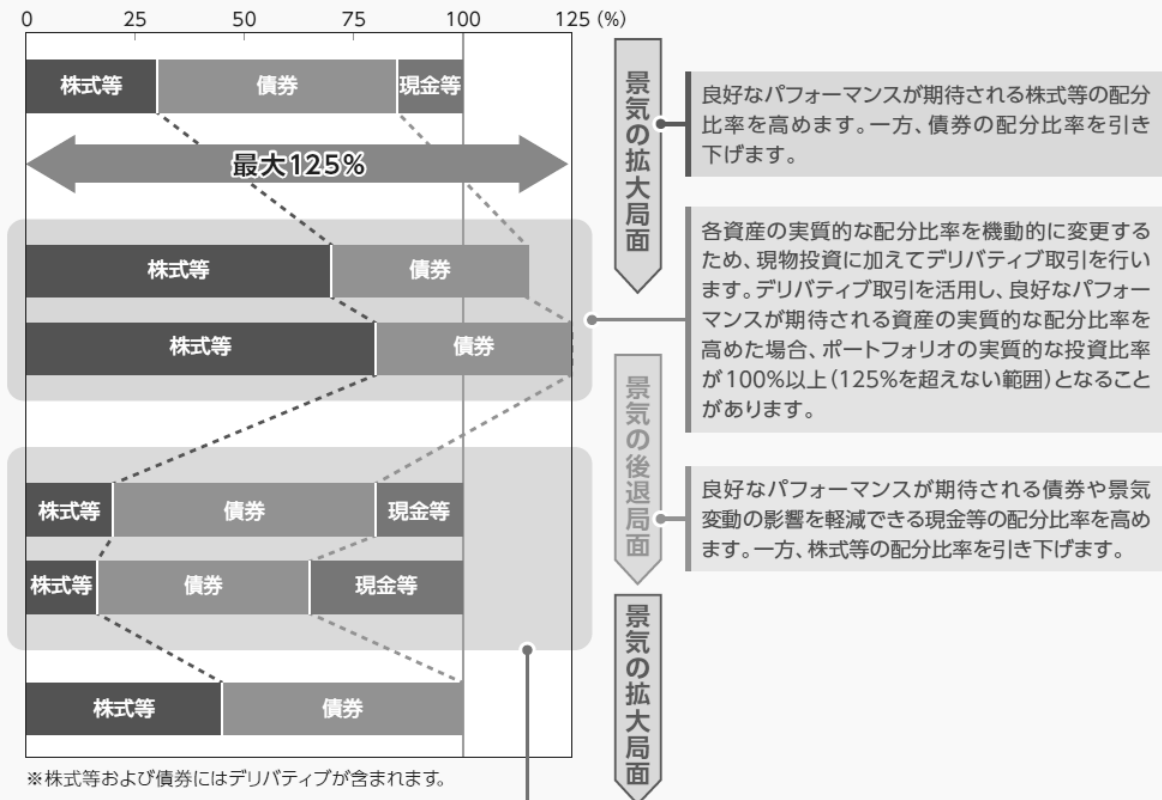 0 25 50 75 100 125 (%)
株式等 債券 現金等
最大125%
株式等 債券
株式等 債券
株式等 債券 現金等
株式等 債券 現金等
株式等 債券
※株式等および債券にはデリバティブが含まれます。
景気の拡大局面
良好なパフォーマンスが期待される株式等の配分
比率を高めます。一方、債券の配分比率を引き
下げます。
各資産の実質的な配分比率を機動的に変更する
ため、現物投資に加えてデリバティブ取引を行い
ます。デリバティブ取引を活用し、良好なパフォー
マンスが期待される資産の実質的な配分比率を
高めた場合、ポートフォリオの実質的な投資比率
が100%以上(125%を超えない範囲)となること
があります。
景気の後退局面
良好なパフォーマンスが期待される債券や景気
変動の影響を軽減できる現金等の配分比率を高め
ます。一方、株式等の配分比率を引き下げます。
景気の拡大局面